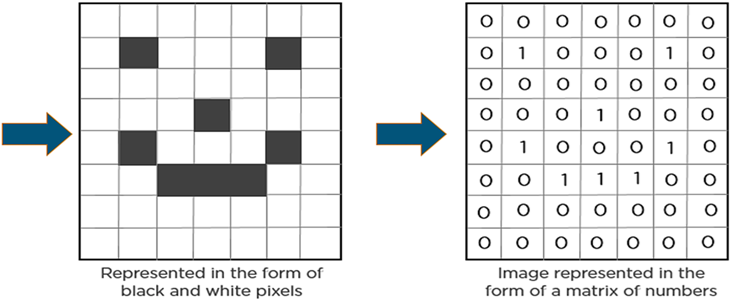 0 0 0 0 0 0 0
0 1 0 0 0 1 0
0 0 0 0 0 0 0
0 0 0 1 0 0 0
0 1 0 0 0 1 0
0 0 1 1 1 0 0
0 0 0 0 0 0 0
0 0 0 0 0 0 0
Represented in the form of
black and white pixels
Image represented in the
form of a matrix of numbers